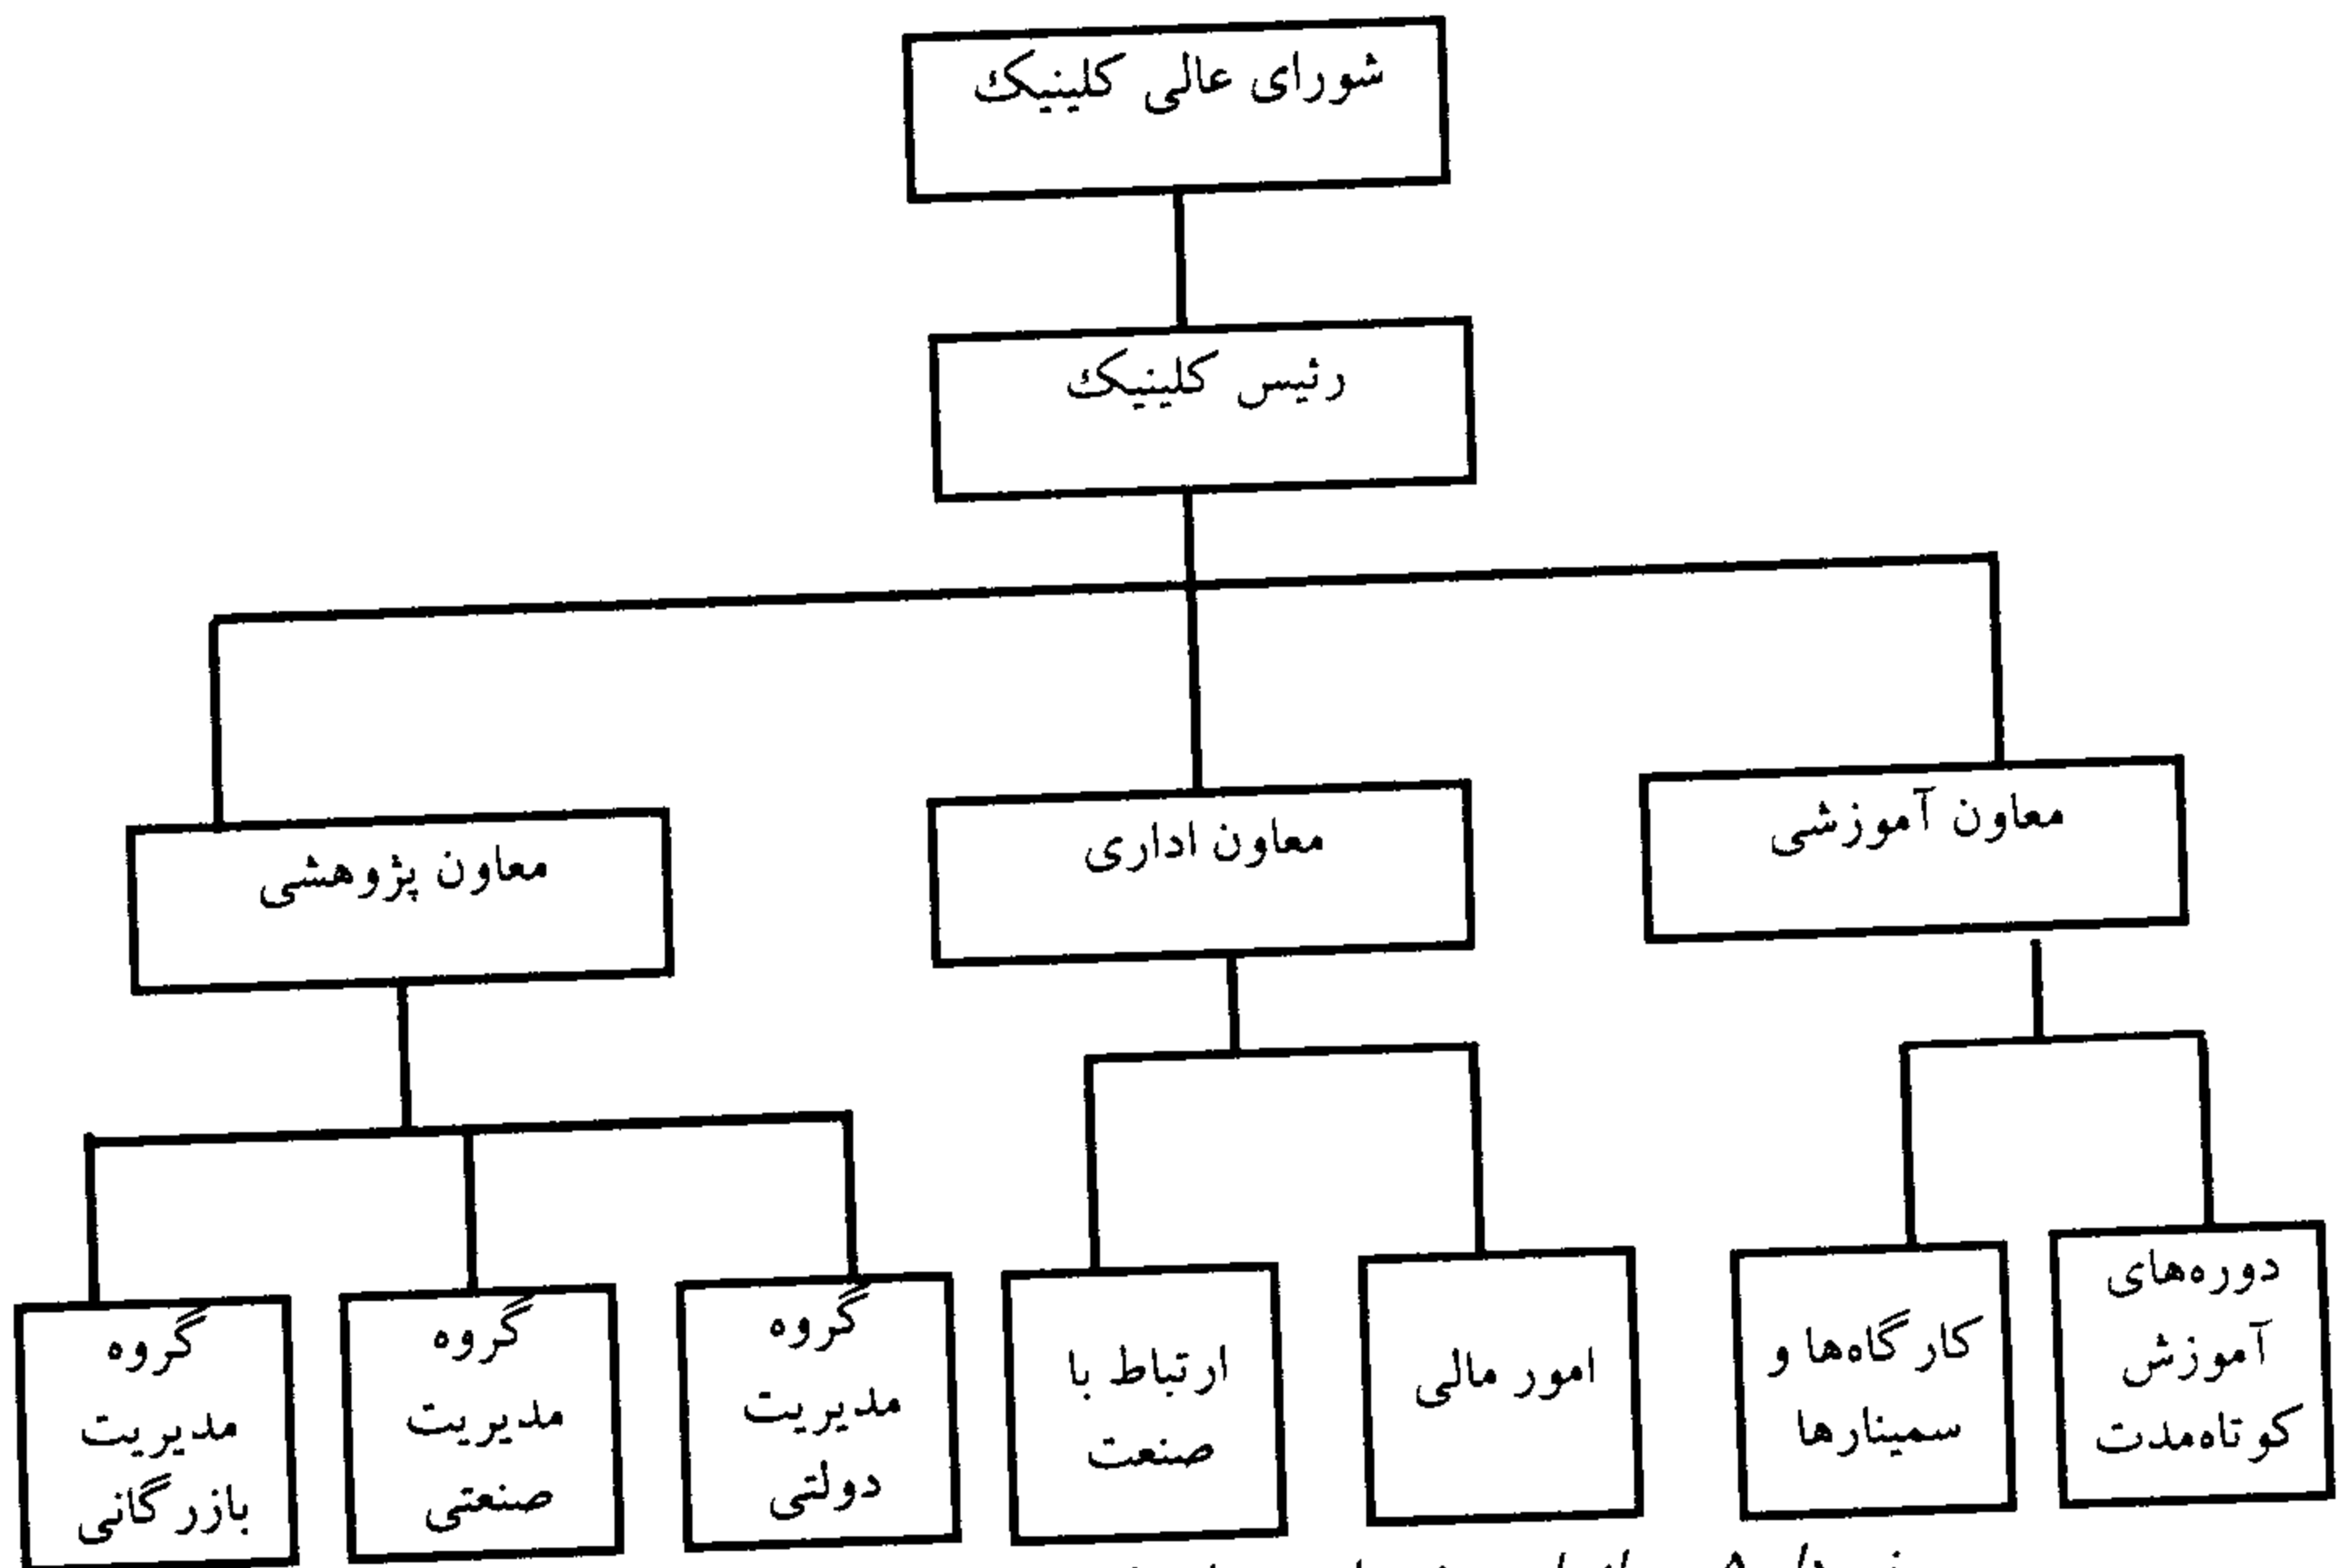 شورای عالی کلینیک
رئیس کلینیک
معاون آموزشی
معاون اداری
معاون پژوهشی
دوره‌های
آموزش
کوتاه‌مدت
کارگاه‌ها و
سمینارها
امور مالی
ارتباط با
صنعت
گروه
مدیریت
دولتی
گروه
مدیریت
صنعتی
گروه
مدیریت
بازرگانی